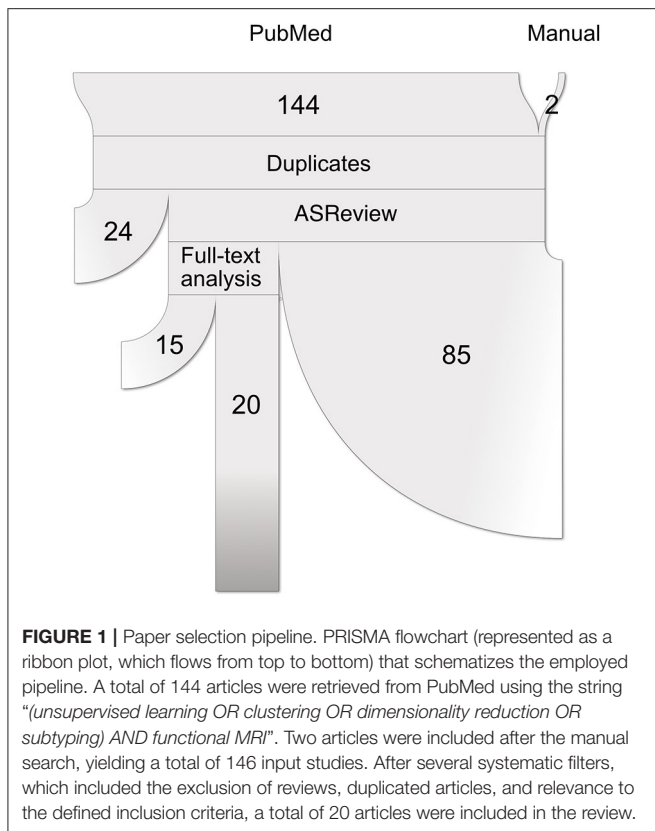 PubMed Manual
144 2
Duplicates
ASReview
24
Full-text
analysis
15
20
85
FIGURE 1 | Paper selection pipeline. PRISMA flowchart (represented as a
ribbon plot, which flows from top to bottom) that schematizes the employed
pipeline. A total of 144 articles were retrieved from PubMed using the string
“(unsupervised learning OR clustering OR dimensionality reduction OR
subtyping) AND functional MRI”. Two articles were included after the manual
search, yielding a total of 146 input studies. After several systematic filters,
which included the exclusion of reviews, duplicated articles, and relevance to
the defined inclusion criteria, a total of 20 articles were included in the review.